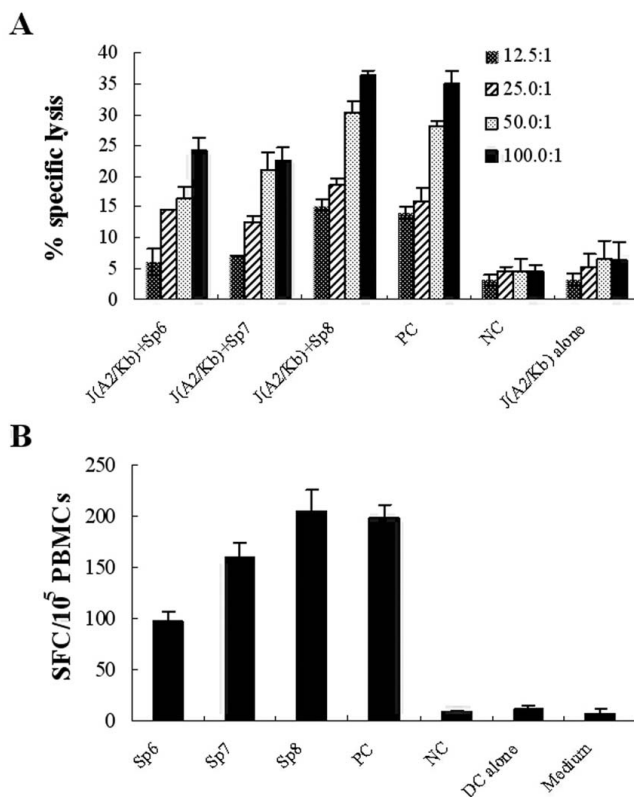 A
% specific lysis
40
35
30
25
20
15
10
5
0
12.5:1
25.0:1
50.0:1
100.0:1
J(A2/Kb)+Sp6
J(A2/Kb)+Sp7
J(A2/Kb)+Sp8
PC
NC
J(A2/Kb) alone
B
SFC/10⁵ PBMCs
250
200
150
100
50
0
Sp6
Sp7
Sp8
PC
NC
DC alone
Medium